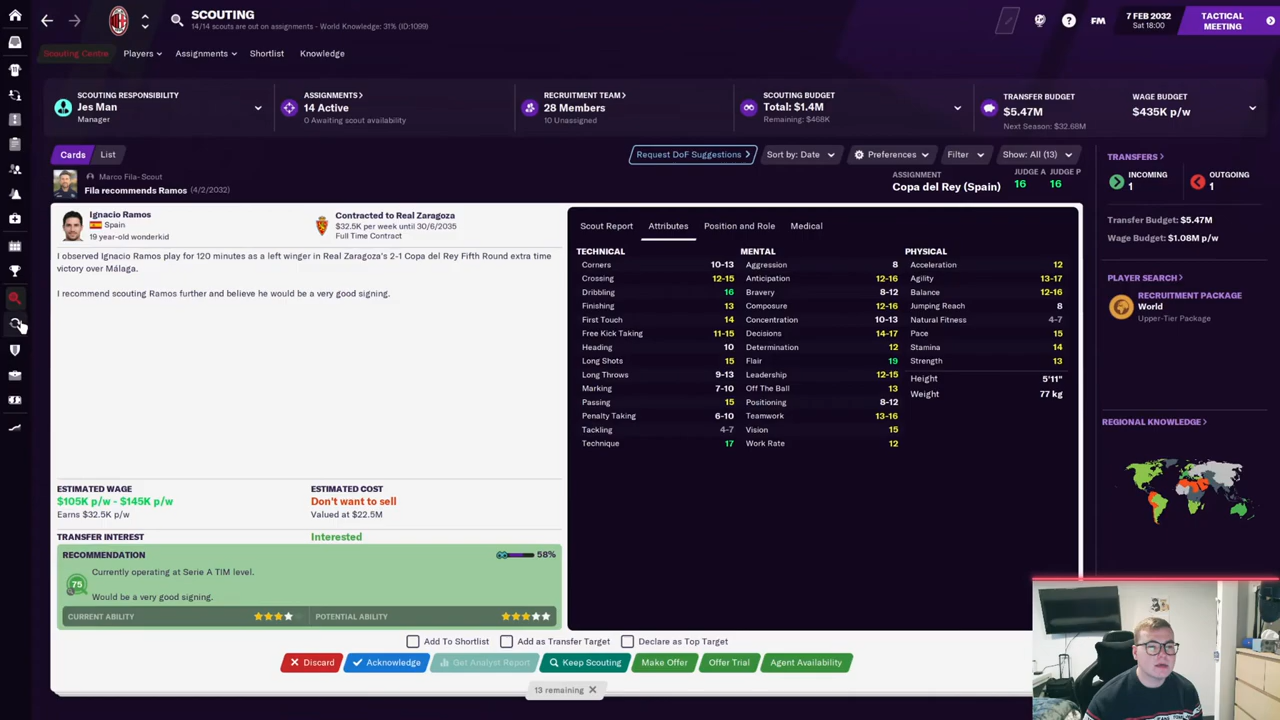 SCOUTING
14/14 scouts are out on assignments - World Knowledge: 31% (ID:1099)
FM
7 FEB 2032
Sat 18:00
TACTICAL
MEETING
Scouting Centre
Players
Assignments
Shortlist
Knowledge
SCOUTING RESPONSIBILITY
Jes Man
Manager
ASSIGNMENTS
14 Active
0 Awaiting scout availability
RECRUITMENT TEAM
28 Members
10 Unassigned
SCOUTING BUDGET
Total: $1.4M
Remaining: $468K
TRANSFER BUDGET
$5.47M
Next Season: $32.68M
WAGE BUDGET
$435K p/w
Cards
List
Request DoF Suggestions
Sort by: Date
Preferences
Filter
Show: All (13)
Marco Fila-Scout
Fila recommends Ramos (4/2/2032)
ASSIGNMENT
Copa del Rey (Spain)
JUDGE A
16
JUDGE P
16
Ignacio Ramos
Spain
19 year-old wonderkid
Contracted to Real Zaragoza
$32.5K per week until 30/6/2035
Full Time Contract
I observed Ignacio Ramos play for 120 minutes as a left winger in Real Zaragoza's 2-1 Copa del Rey Fifth Round extra time
victory over Málaga.
I recommend scouting Ramos further and believe he would be a very good signing.
ESTIMATED WAGE
$105K p/w - $145K p/w
Earns $32.5K p/w
ESTIMATED COST
Don't want to sell
Valued at $22.5M
TRANSFER INTEREST
Interested
RECOMMENDATION
58%
75
Currently operating at Serie A TIM level.
Would be a very good signing.
CURRENT ABILITY
POTENTIAL ABILITY
Scout Report
Attributes
Position and Role
Medical
TECHNICAL
Corners 10-13
Crossing 12-15
Dribbling 16
Finishing 13
First Touch 14
Free Kick Taking 11-15
Heading 10
Long Shots 15
Long Throws 9-13
Marking 7-10
Passing 15
Penalty Taking 6-10
Tackling 4-7
Technique 17
MENTAL
Aggression 8
Anticipation 12-16
Bravery 8-12
Composure 12-16
Concentration 10-13
Decisions 14-17
Determination 12
Flair 19
Leadership 12-15
Off The Ball 13
Positioning 8-12
Teamwork 13-16
Vision 15
Work Rate 12
PHYSICAL
Acceleration 12
Agility 13-17
Balance 12-16
Jumping Reach 8
Natural Fitness 4-7
Pace 15
Stamina 14
Strength 13
Height 5'11"
Weight 77 kg
Add To Shortlist
Add as Transfer Target
Declare as Top Target
Discard
Acknowledge
Get Analyst Report
Keep Scouting
Make Offer
Offer Trial
Agent Availability
13 remaining
TRANSFERS
INCOMING
1
OUTGOING
1
Transfer Budget: $5.47M
Wage Budget: $1.08M p/w
PLAYER SEARCH
RECRUITMENT PACKAGE
World
Upper-Tier Package
REGIONAL KNOWLEDGE